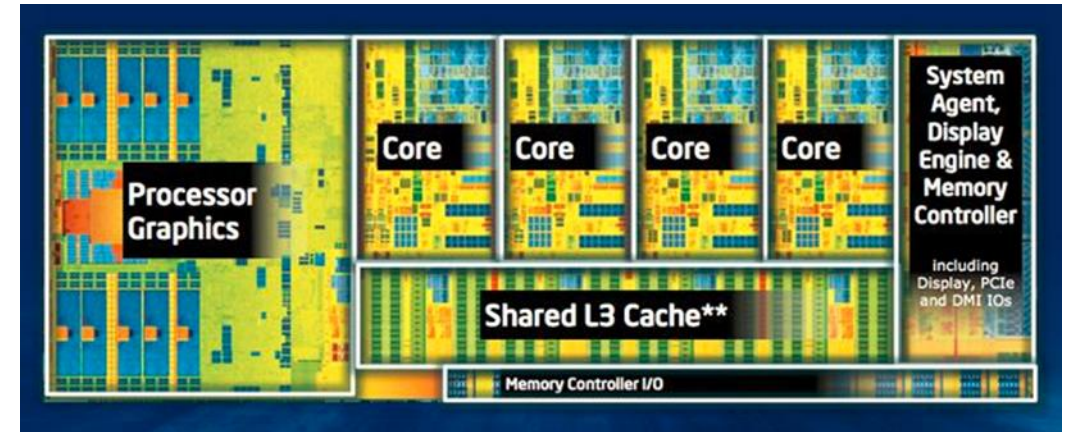 Processor
Graphics
Core
Core
Core
Core
System
Agent,
Display
Engine &
Memory
Controller
including
Display, PCIe
and DMI IOs
Shared L3 Cache**
Memory Controller I/O